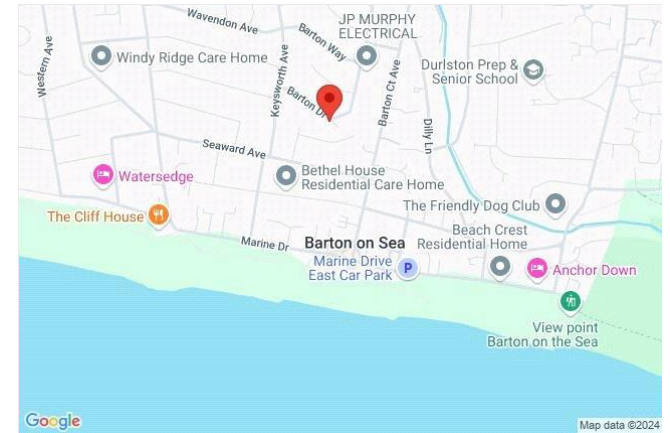 Wavendon Ave
JP MURPHY
ELECTRICAL
Barton Way
Western Ave
Windy Ridge Care Home
Keysworth Ave
Durlston Prep &
Senior School
Barton Dr
Barton Ct Ave
Dilly Ln
Seaward Ave
Watersedge
Bethel House
Residential Care Home
The Friendly Dog Club
The Cliff House
Beach Crest
Residential Home
Marine Dr
Barton on Sea
Marine Drive
East Car Park
P
Anchor Down
View point
Barton on the Sea
Google
Map data ©2024